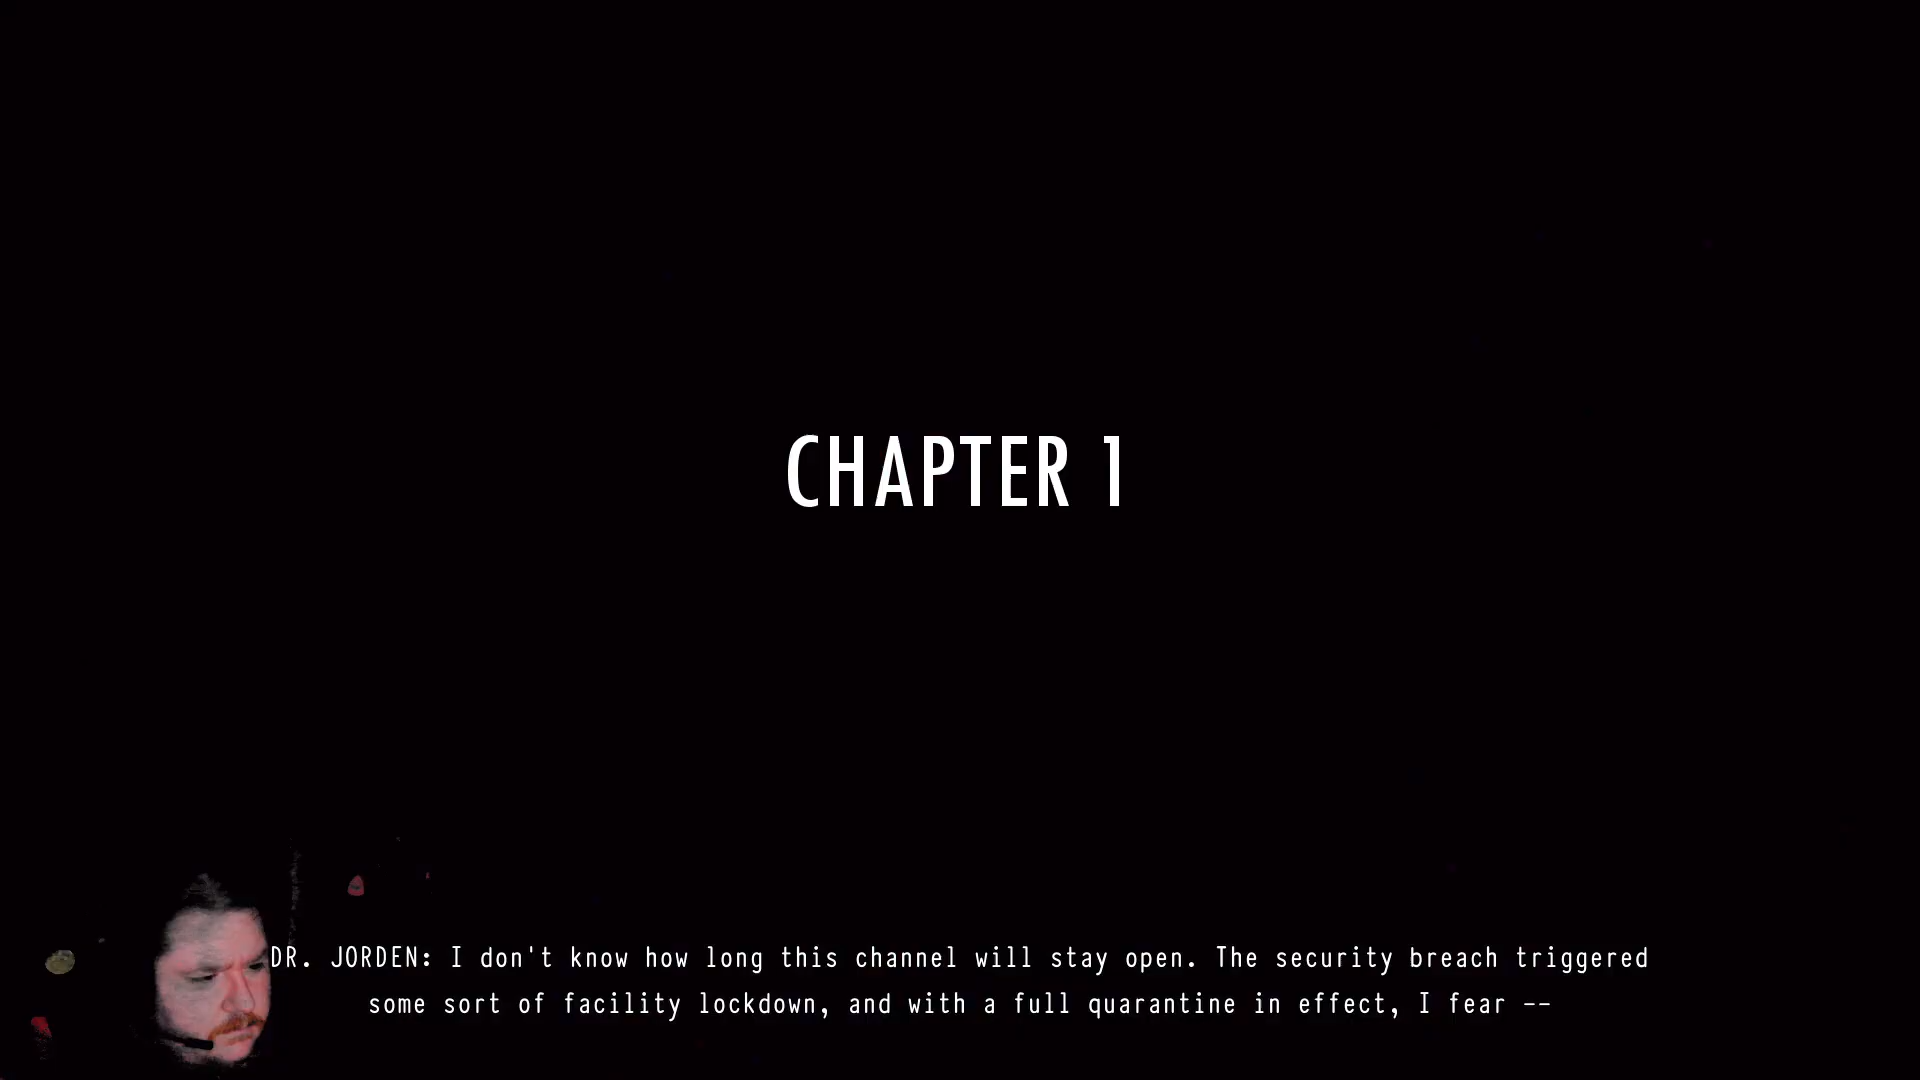 CHAPTER 1
DR. JORDEN: I don't know how long this channel will stay open. The security breach triggered
some sort of facility lockdown, and with a full quarantine in effect, I fear --